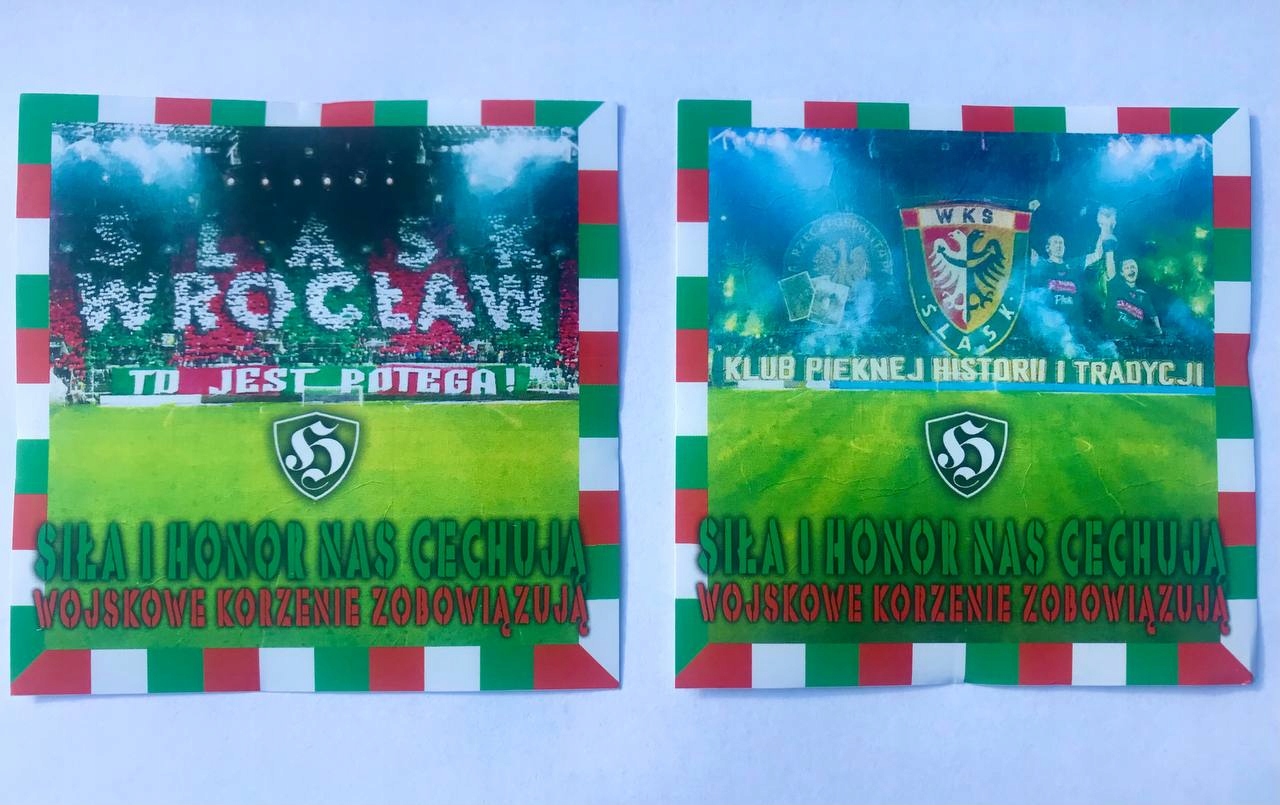 ŚLĄSK
WROCŁAW
TO JEST POTĘGA!
H
SIŁA I HONOR NAS CECHUJĄ
WOJSKOWE KORZENIE ZOBOWIĄZUJĄ
WKS
ŚLĄSK
KLUB PIĘKNEJ HISTORII I TRADYCJI
H
SIŁA I HONOR NAS CECHUJĄ
WOJSKOWE KORZENIE ZOBOWIĄZUJĄ